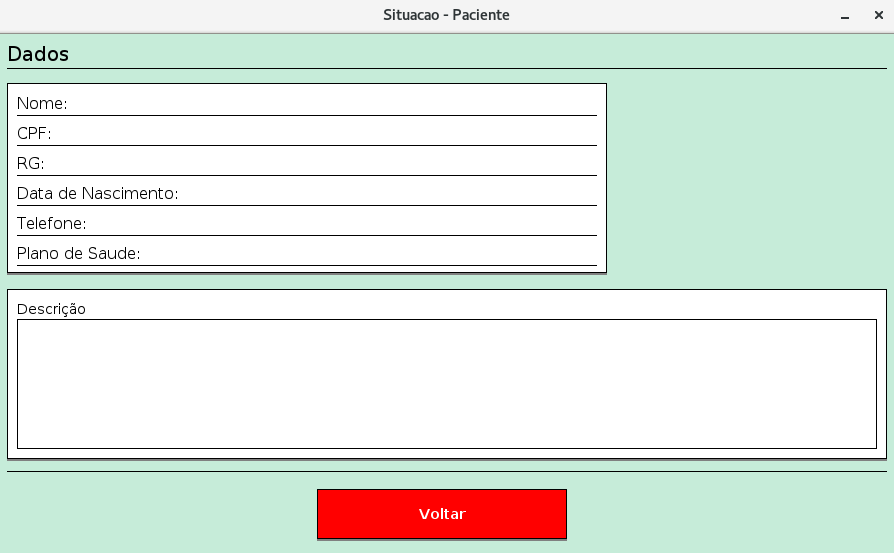 Situacao - Paciente
Dados
Nome:
CPF:
RG:
Data de Nascimento:
Telefone:
Plano de Saude:
Descrição
Voltar